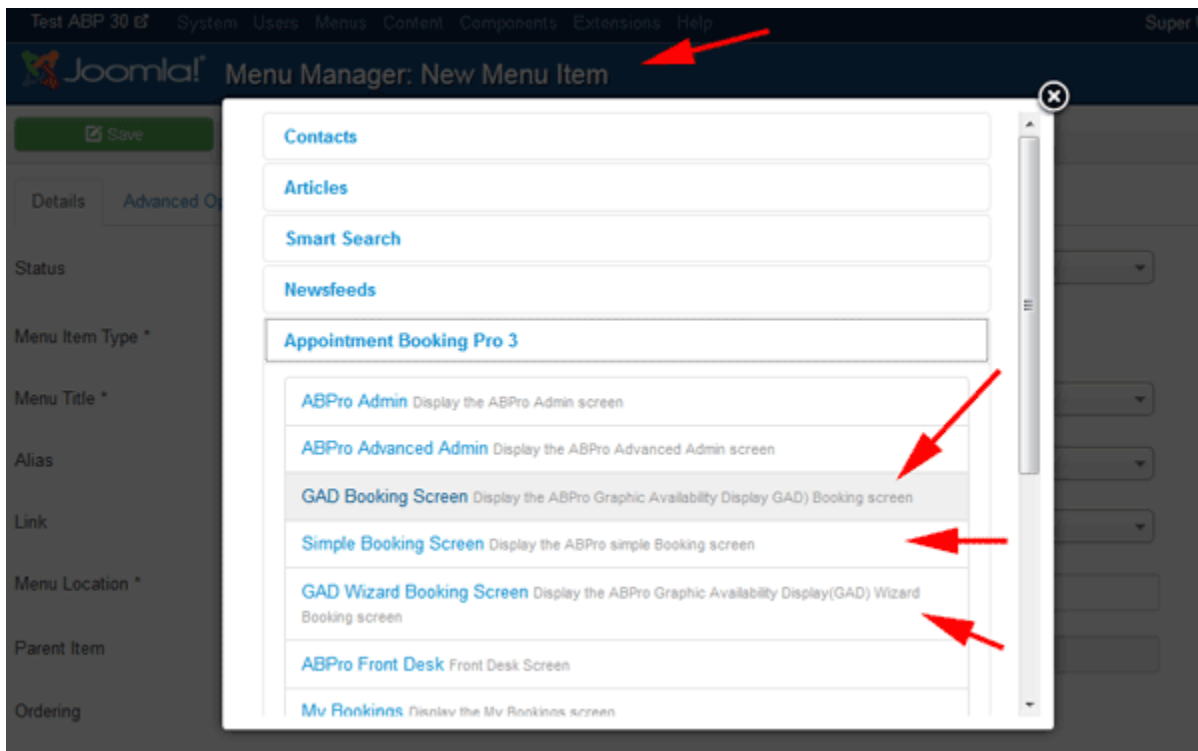 Test ABP 30 System Users Menus Content Components Extensions Help Super
Joomla! Menu Manager: New Menu Item
Save
Contacts
Articles
Details Advanced
Smart Search
Status
Newsfeeds
Menu Item Type *
Appointment Booking Pro 3
Menu Title *
ABPro Admin Display the ABPro Admin screen
ABPro Advanced Admin Display the ABPro Advanced Admin screen
Alias
GAD Booking Screen Display the ABPro Graphic Availability Display GAD) Booking screen
Link
Simple Booking Screen Display the ABPro simple Booking screen
Menu Location *
GAD Wizard Booking Screen Display the ABPro Graphic Availability Display(GAD) Wizard
Booking screen
Parent Item
ABPro Front Desk Front Desk Screen
Ordering
My Bookings Display the My Bookings screen